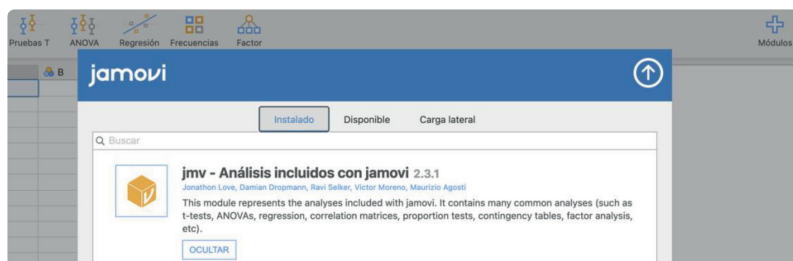 Pruebas T ANOVA Regresión Frecuencias Factor Módulos
B
jamovi
Instalado Disponible Carga lateral
Buscar
jmv - Análisis incluidos con jamovi 2.3.1
Jonathon Love, Damian Dropmann, Ravi Selker, Victor Moreno, Maurizio Agosti
This module represents the analyses included with jamovi. It contains many common analyses (such as
t-tests, ANOVAs, regression, correlation matrices, proportion tests, contingency tables, factor analysis,
etc).
OCULTAR